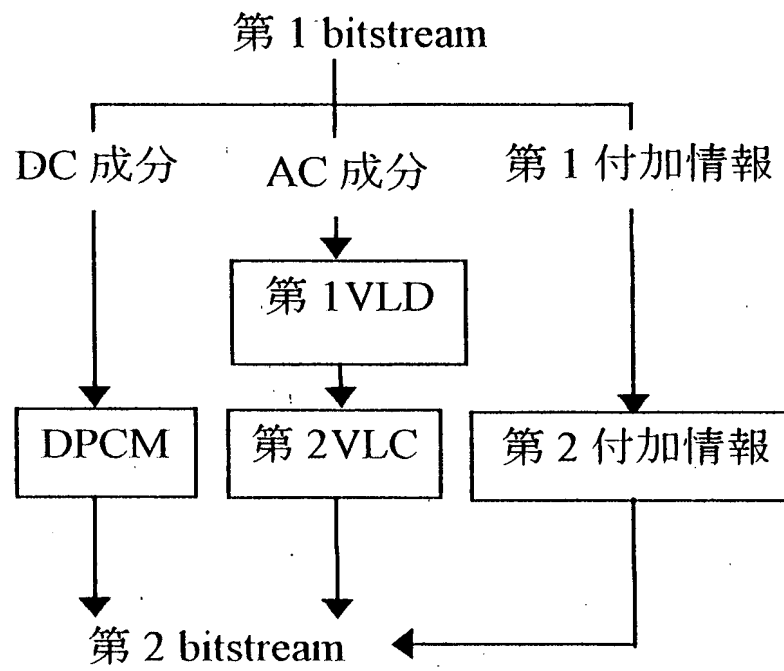 第 1 bitstream
DC 成分
AC 成分
第 1 付加情報
第 1VLD
DPCM
第 2VLC
第 2 付加情報
第 2 bitstream